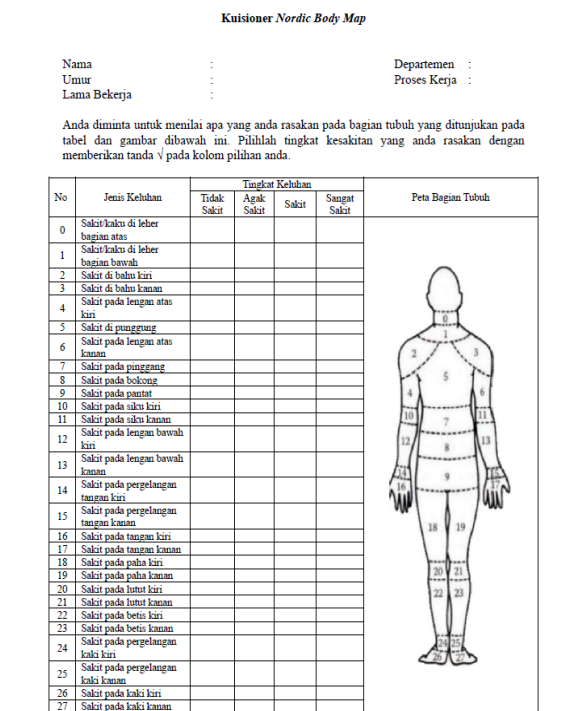 Kuisioner Nordic Body Map
Nama :
Departemen :
Umur :
Proses Kerja :
Lama Bekerja :
Anda diminta untuk menilai apa yang anda rasakan pada bagian tubuh yang ditunjukan pada
tabel dan gambar dibawah ini. Pilihlah tingkat kesakitan yang anda rasakan dengan
memberikan tanda √ pada kolom pilihan anda.
No
Jenis Keluhan
Tingkat Keluhan
Tidak
Sakit
Agak
Sakit
Sakit
Sangat
Sakit
Peta Bagian Tubuh
0 Sakit/kaku di leher
bagian atas
1 Sakit/kaku di leher
bagian bawah
2 Sakit di bahu kiri
3 Sakit di bahu kanan
4 Sakit pada lengan atas
kiri
5 Sakit di punggung
6 Sakit pada lengan atas
kanan
7 Sakit pada pinggang
8 Sakit pada bokong
9 Sakit pada pantat
10 Sakit pada siku kiri
11 Sakit pada siku kanan
12 Sakit pada lengan bawah
kiri
13 Sakit pada lengan bawah
kanan
14 Sakit pada pergelangan
tangan kiri
15 Sakit pada pergelangan
tangan kanan
16 Sakit pada tangan kiri
17 Sakit pada tangan kanan
18 Sakit pada paha kiri
19 Sakit pada paha kanan
20 Sakit pada lutut kiri
21 Sakit pada lutut kanan
22 Sakit pada betis kiri
23 Sakit pada betis kanan
24 Sakit pada pergelangan
kaki kiri
25 Sakit pada pergelangan
kaki kanan
26 Sakit pada kaki kiri
27 Sakit pada kaki kanan
0
1
2 3
5
4 6
10 7 11
12 8 13
14 9 15
16 17
18 19
20 21
22 23
24 25
26 27